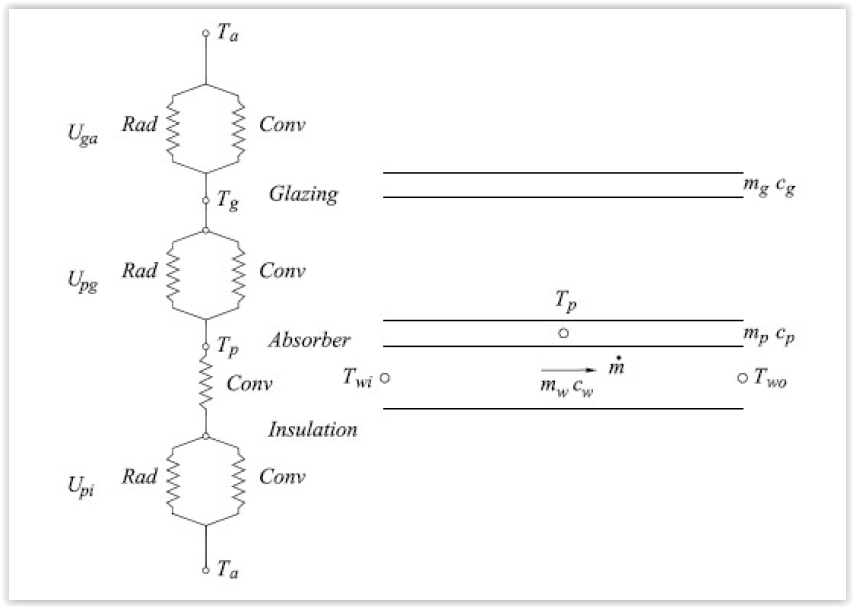 Ta
Uga Rad Conv
Tg Glazing mg cg
Upg Rad Conv
Tp
Tp Absorber mp cp
Conv Twi mw cw ṁ Two
Insulation
Upi Rad Conv
Ta